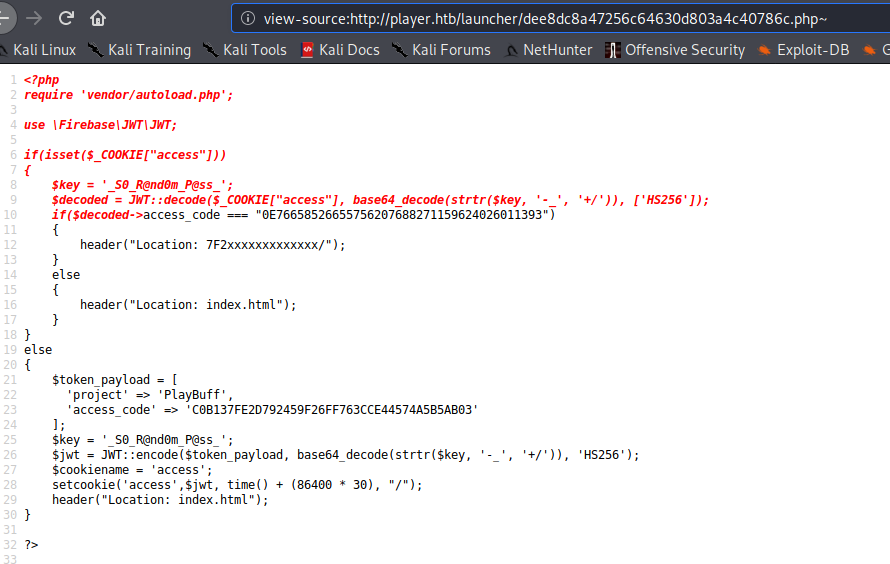 view-source:http://player.htb/launcher/dee8dc8a47256c64630d803a4c40786c.php~
Kali Linux Kali Training Kali Tools Kali Docs Kali Forums NetHunter Offensive Security Exploit-DB G
1 <?php
2 require 'vendor/autoload.php';
3
4 use \Firebase\JWT\JWT;
5
6 if(isset($_COOKIE["access"]))
7 {
8     $key = '_S0_R@nd0m_P@ss_';
9     $decoded = JWT::decode($_COOKIE["access"], base64_decode(strtr($key, '-_', '+/')), ['HS256']);
10     if($decoded->access_code === "0E76658526655756207688271159624026011393")
11     {
12         header("Location: 7F2xxxxxxxxxxxxx/");
13     }
14     else
15     {
16         header("Location: index.html");
17     }
18 }
19 else
20 {
21     $token_payload = [
22       'project' => 'PlayBuff',
23       'access_code' => 'C0B137FE2D792459F26FF763CCE44574A5B5AB03'
24     ];
25     $key = '_S0_R@nd0m_P@ss_';
26     $jwt = JWT::encode($token_payload, base64_decode(strtr($key, '-_', '+/')), 'HS256');
27     $cookiename = 'access';
28     setcookie('access',$jwt, time() + (86400 * 30), "/");
29     header("Location: index.html");
30 }
31
32 ?>
33